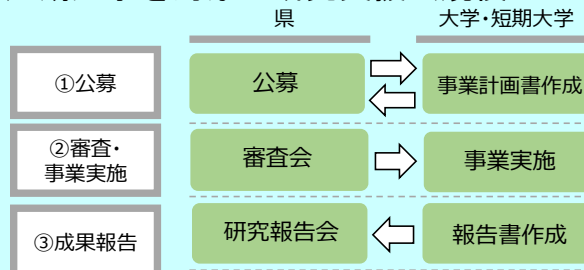 県
大学・短期大学
①公募
公募
事業計画書作成
②審査・
事業実施
審査会
事業実施
③成果報告
研究報告会
報告書作成